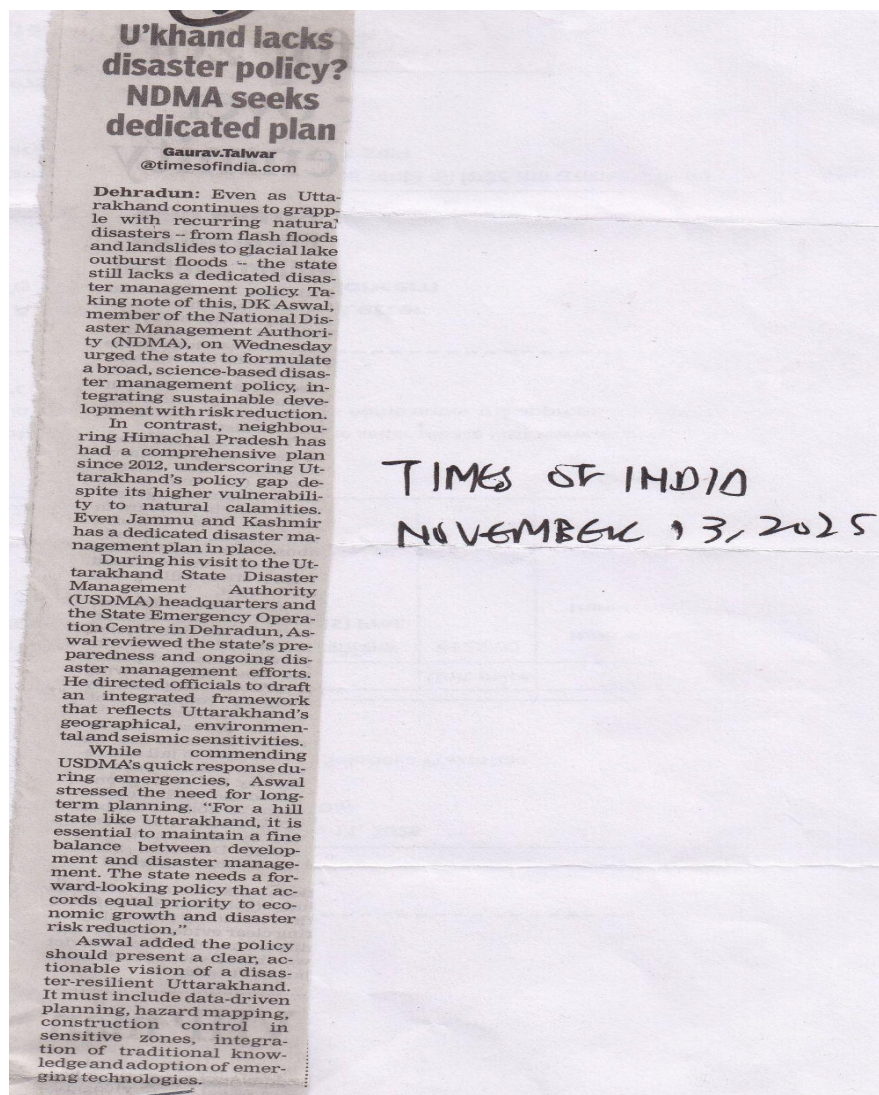 U'khand lacks
disaster policy?
NDMA seeks
dedicated plan
Gaurav.Talwar
@timesofindia.com
Dehradun: Even as Utta-
rakhand continues to grapp-
le with recurring natural
disasters – from flash floods
and landslides to glacial lake
outburst floods – the state
still lacks a dedicated disas-
ter management policy. Ta-
king note of this, DK Aswal,
member of the National Dis-
aster Management Authori-
ty (NDMA), on Wednesday
urged the state to formulate
a broad, science-based disas-
ter management policy, in-
tegrating sustainable deve-
lopment with risk reduction.
In contrast, neighbou-
ring Himachal Pradesh has
had a comprehensive plan
since 2012, underscoring Ut-
tarakhand's policy gap de-
spite its higher vulnerabili-
ty to natural calamities.
Even Jammu and Kashmir
has a dedicated disaster ma-
nagement plan in place.
During his visit to the Ut-
tarakhand State Disaster
Management Authority
(USDMA) headquarters and
the State Emergency Opera-
tion Centre in Dehradun, As-
wal reviewed the state's pre-
paredness and ongoing dis-
aster management efforts.
He directed officials to draft
an integrated framework
that reflects Uttarakhand's
geographical, environmen-
tal and seismic sensitivities.
While commending
USDMA's quick response du-
ring emergencies, Aswal
stressed the need for long-
term planning. “For a hill
state like Uttarakhand, it is
essential to maintain a fine
balance between develop-
ment and disaster manage-
ment. The state needs a for-
ward-looking policy that ac-
cords equal priority to eco-
nomic growth and disaster
risk reduction,”
Aswal added the policy
should present a clear, ac-
tionable vision of a disas-
ter-resilient Uttarakhand.
It must include data-driven
planning, hazard mapping,
construction control in
sensitive zones, integra-
tion of traditional know-
ledge and adoption of emer-
ging technologies.
TIMES OF INDIA
NOVEMBER 13, 2025